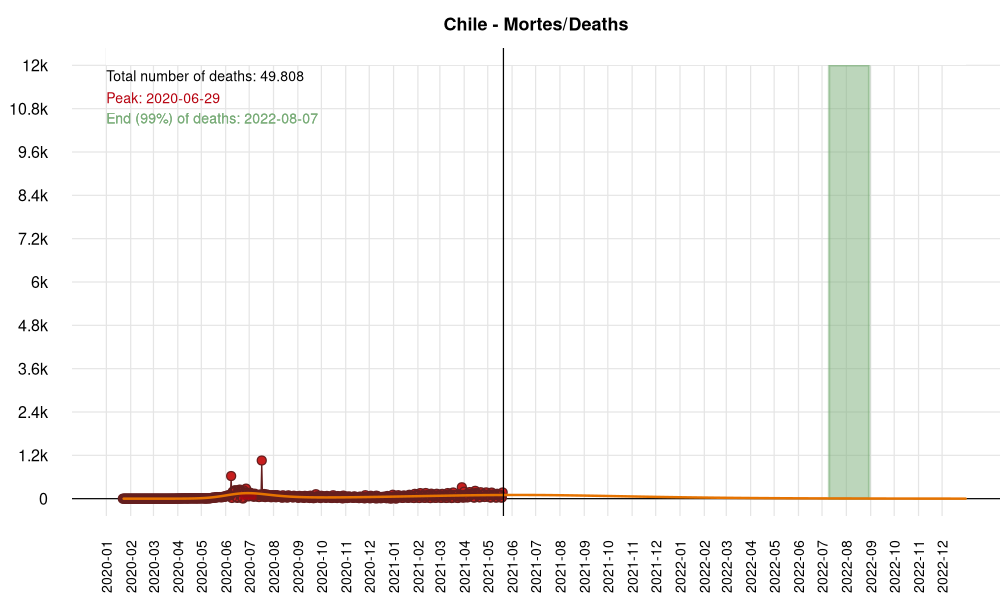 Chile - Mortes/Deaths
Total number of deaths: 49.808
Peak: 2020-06-29
End (99%) of deaths: 2022-08-07
12k
10.8k
9.6k
8.4k
7.2k
6k
4.8k
3.6k
2.4k
1.2k
0
2020-01
2020-02
2020-03
2020-04
2020-05
2020-06
2020-07
2020-08
2020-09
2020-10
2020-11
2020-12
2021-01
2021-02
2021-03
2021-04
2021-05
2021-06
2021-07
2021-08
2021-09
2021-10
2021-11
2021-12
2022-01
2022-02
2022-03
2022-04
2022-05
2022-06
2022-07
2022-08
2022-09
2022-10
2022-11
2022-12